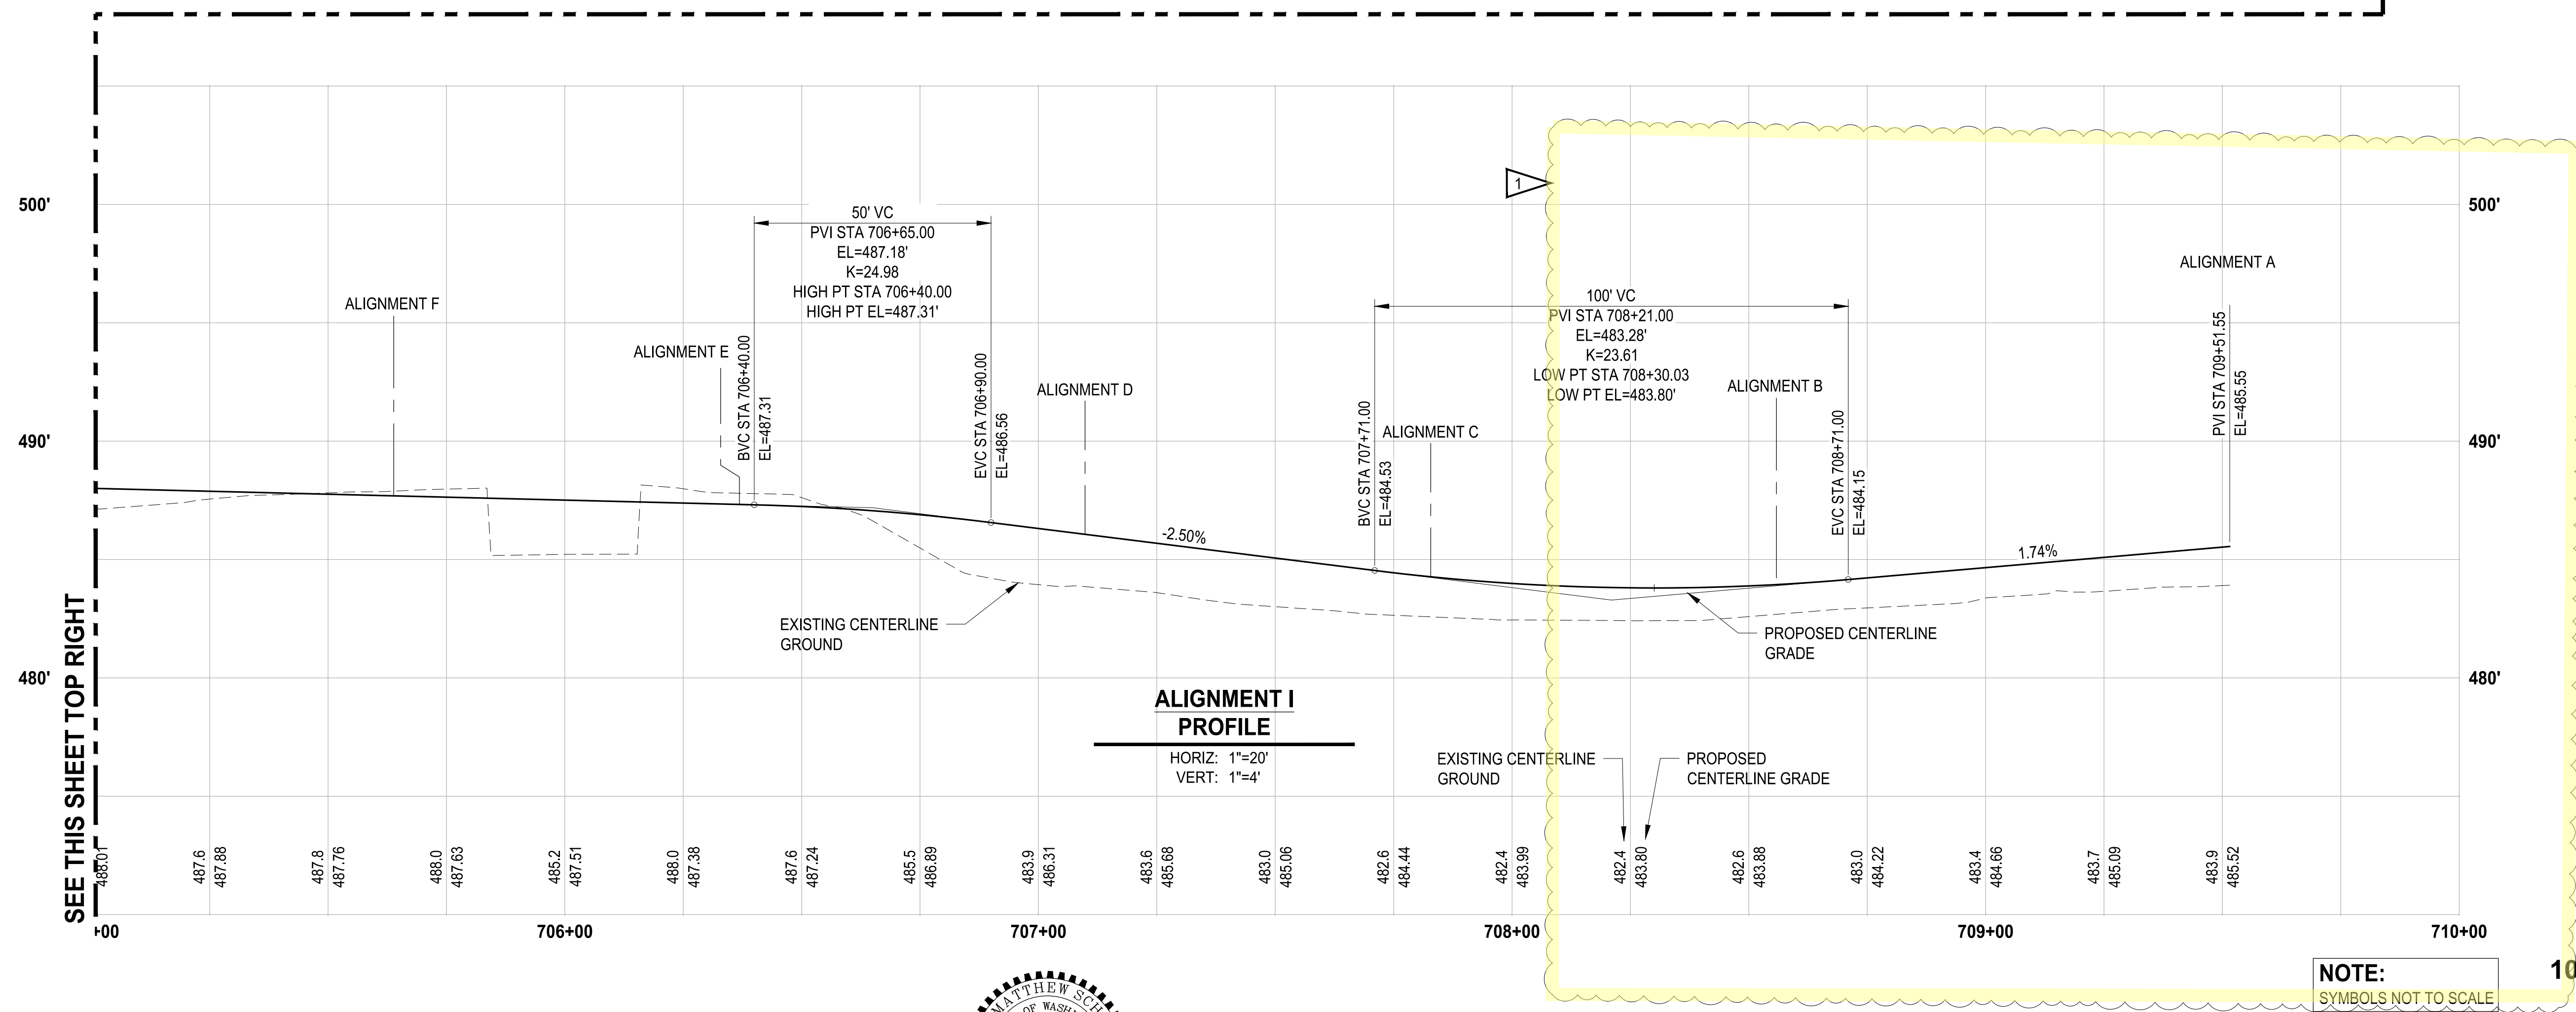 1
500'
500'
50' VC
PVI STA 706+65.00
EL=487.18'
K=24.98
HIGH PT STA 706+40.00
HIGH PT EL=487.31'
ALIGNMENT F
ALIGNMENT E
BVC STA 706+40.00
EL=487.31
EVC STA 706+90.00
EL=486.56
ALIGNMENT D
100' VC
PVI STA 708+21.00
EL=483.28'
K=23.61
LOW PT STA 708+30.03
LOW PT EL=483.80'
BVC STA 707+71.00
EL=484.53
ALIGNMENT C
ALIGNMENT B
EVC STA 708+71.00
EL=484.15
ALIGNMENT A
PVI STA 709+51.55
EL=485.55
490'
490'
-2.50%
1.74%
EXISTING CENTERLINE
GROUND
PROPOSED CENTERLINE
GRADE
480'
480'
SEE THIS SHEET TOP RIGHT
ALIGNMENT I
PROFILE
HORIZ: 1"=20'
VERT: 1"=4'
EXISTING CENTERLINE
GROUND
PROPOSED
CENTERLINE GRADE
488.01
487.6
487.88
487.8
487.76
488.0
487.63
485.2
487.51
488.0
487.38
487.6
487.24
485.5
486.89
483.9
486.31
483.6
485.68
483.0
485.06
482.6
484.44
482.4
483.99
482.4
483.80
482.6
483.88
483.0
484.22
483.4
484.66
483.7
485.09
483.9
485.52
+00
706+00
707+00
708+00
709+00
710+00
NOTE:
SYMBOLS NOT TO SCALE
10
MATTHEW SCH
OF WASH